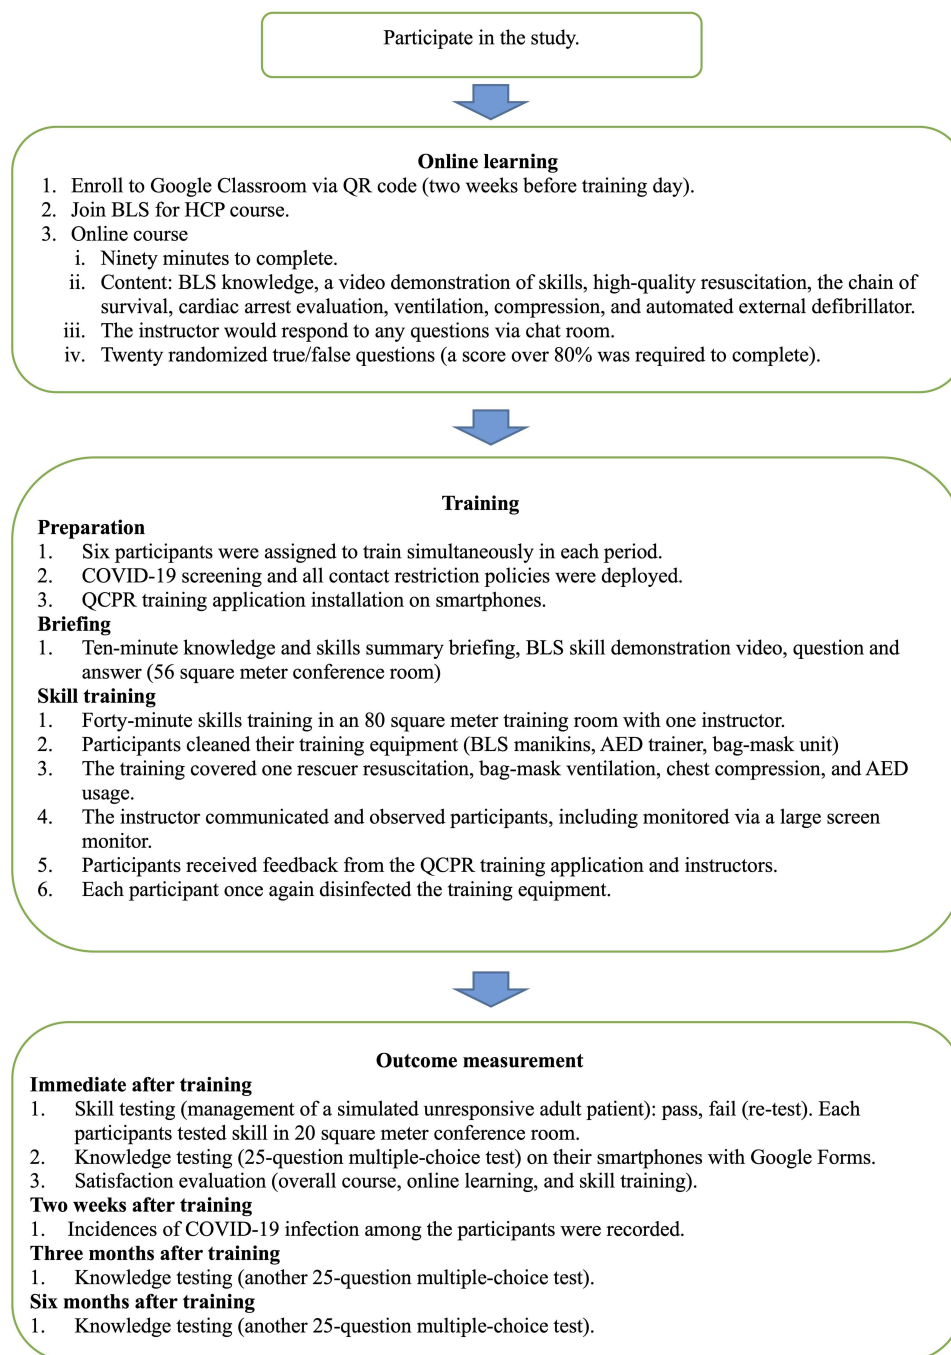 Participate in the study.
Online learning
1. Enroll to Google Classroom via QR code (two weeks before training day).
2. Join BLS for HCP course.
3. Online course
i. Ninety minutes to complete.
ii. Content: BLS knowledge, a video demonstration of skills, high-quality resuscitation, the chain of
survival, cardiac arrest evaluation, ventilation, compression, and automated external defibrillator.
iii. The instructor would respond to any questions via chat room.
iv. Twenty randomized true/false questions (a score over 80% was required to complete).
Training
Preparation
1. Six participants were assigned to train simultaneously in each period.
2. COVID-19 screening and all contact restriction policies were deployed.
3. QCPR training application installation on smartphones.
Briefing
1. Ten-minute knowledge and skills summary briefing, BLS skill demonstration video, question and
answer (56 square meter conference room)
Skill training
1. Forty-minute skills training in an 80 square meter training room with one instructor.
2. Participants cleaned their training equipment (BLS manikins, AED trainer, bag-mask unit)
3. The training covered one rescuer resuscitation, bag-mask ventilation, chest compression, and AED
usage.
4. The instructor communicated and observed participants, including monitored via a large screen
monitor.
5. Participants received feedback from the QCPR training application and instructors.
6. Each participant once again disinfected the training equipment.
Outcome measurement
Immediate after training
1. Skill testing (management of a simulated unresponsive adult patient): pass, fail (re-test). Each
participants tested skill in 20 square meter conference room.
2. Knowledge testing (25-question multiple-choice test) on their smartphones with Google Forms.
3. Satisfaction evaluation (overall course, online learning, and skill training).
Two weeks after training
1. Incidences of COVID-19 infection among the participants were recorded.
Three months after training
1. Knowledge testing (another 25-question multiple-choice test).
Six months after training
1. Knowledge testing (another 25-question multiple-choice test).